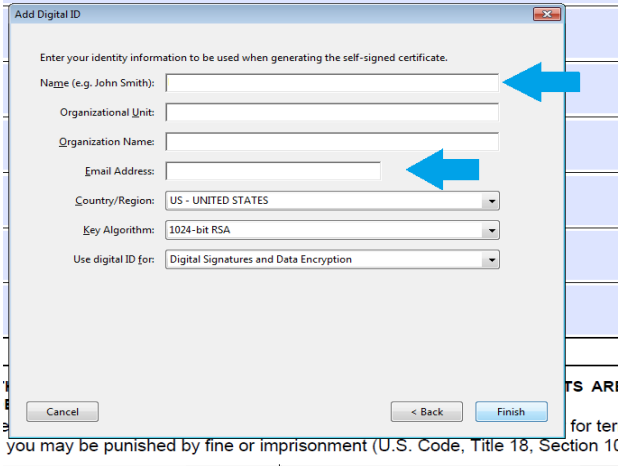 Add Digital ID
Enter your identity information to be used when generating the self-signed certificate.
Name (e.g. John Smith):
Organizational Unit:
Organization Name:
Email Address:
Country/Region: US - UNITED STATES
Key Algorithm: 1024-bit RSA
Use digital ID for: Digital Signatures and Data Encryption
Cancel < Back Finish
TS ARE
for ter
you may be punished by fine or imprisonment (U.S. Code, Title 18, Section 10